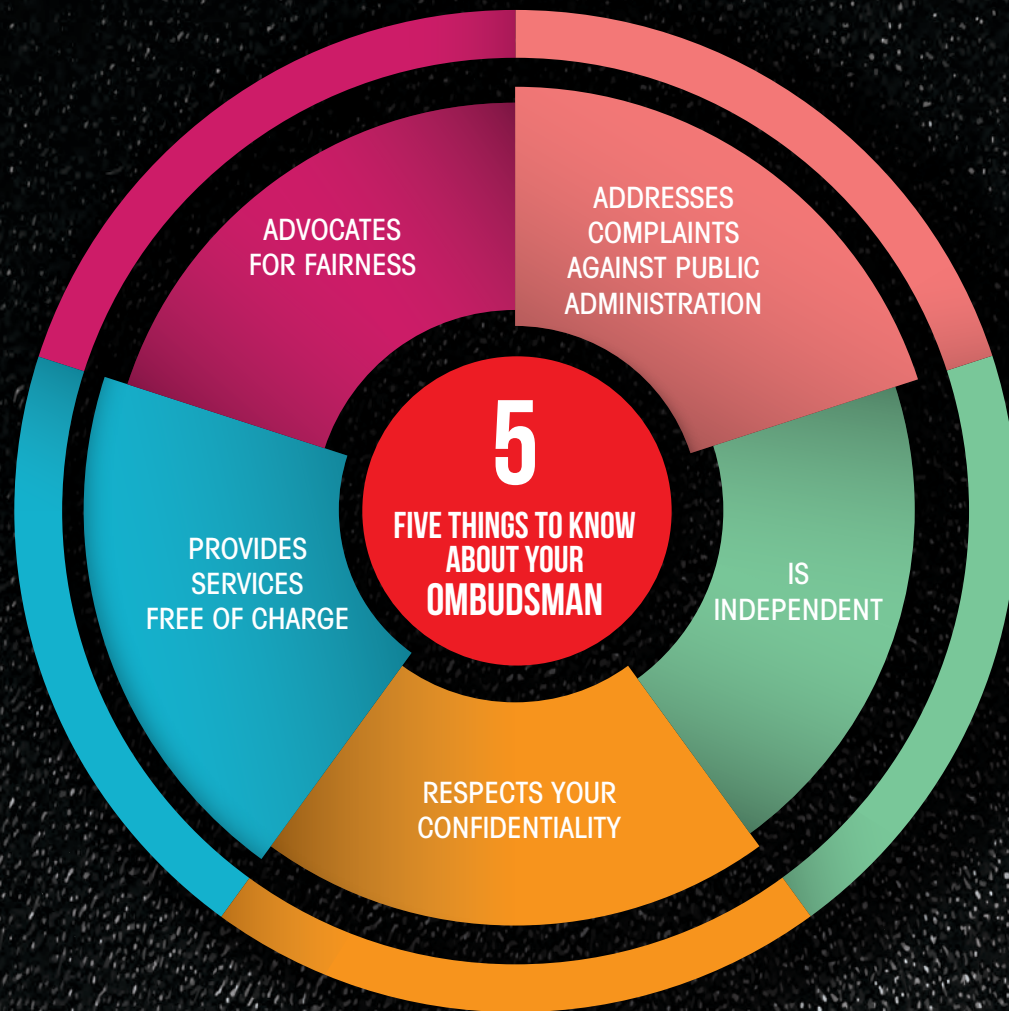 5
FIVE THINGS TO KNOW
ABOUT YOUR
OMBUDSMAN
ADDRESSES
COMPLAINTS
AGAINST PUBLIC
ADMINISTRATION
IS
INDEPENDENT
RESPECTS YOUR
CONFIDENTIALITY
PROVIDES
SERVICES
FREE OF CHARGE
ADVOCATES
FOR FAIRNESS